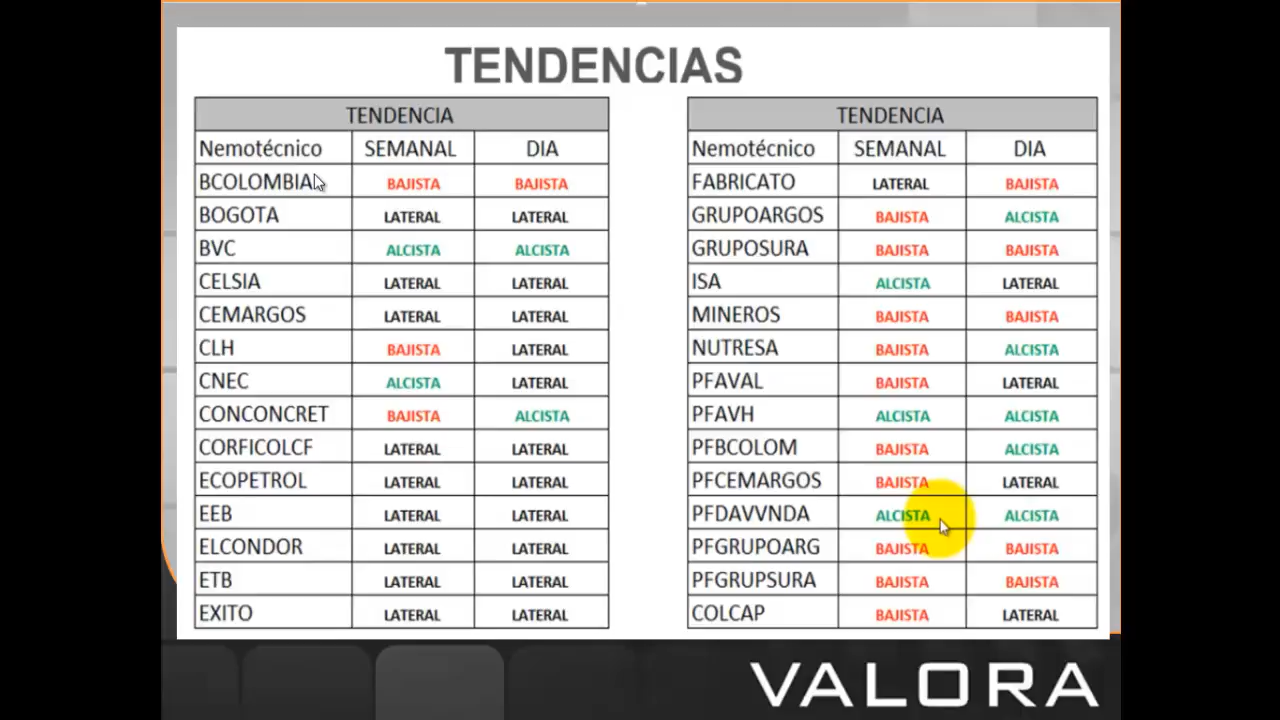 TENDENCIAS
TENDENCIA
Nemotécnico SEMANAL DIA
BCOLOMBIA BAJISTA BAJISTA
BOGOTA LATERAL LATERAL
BVC ALCISTA ALCISTA
CELSIA LATERAL LATERAL
CEMARGOS LATERAL LATERAL
CLH BAJISTA LATERAL
CNEC ALCISTA LATERAL
CONCONCRET BAJISTA ALCISTA
CORFICOLCF LATERAL LATERAL
ECOPETROL LATERAL LATERAL
EEB LATERAL LATERAL
ELCONDOR LATERAL LATERAL
ETB LATERAL LATERAL
EXITO LATERAL LATERAL
TENDENCIA
Nemotécnico SEMANAL DIA
FABRICATO LATERAL BAJISTA
GRUPOARGOS BAJISTA ALCISTA
GRUPOSURA BAJISTA BAJISTA
ISA ALCISTA LATERAL
MINEROS BAJISTA BAJISTA
NUTRESA BAJISTA ALCISTA
PFAVAL BAJISTA LATERAL
PFAVH ALCISTA ALCISTA
PFBCOLOM BAJISTA ALCISTA
PFCEMARGOS BAJISTA LATERAL
PFDAVVNDA ALCISTA ALCISTA
PFGRUPOARG BAJISTA BAJISTA
PFGRUPSURA BAJISTA BAJISTA
COLCAP BAJISTA LATERAL
VALORA